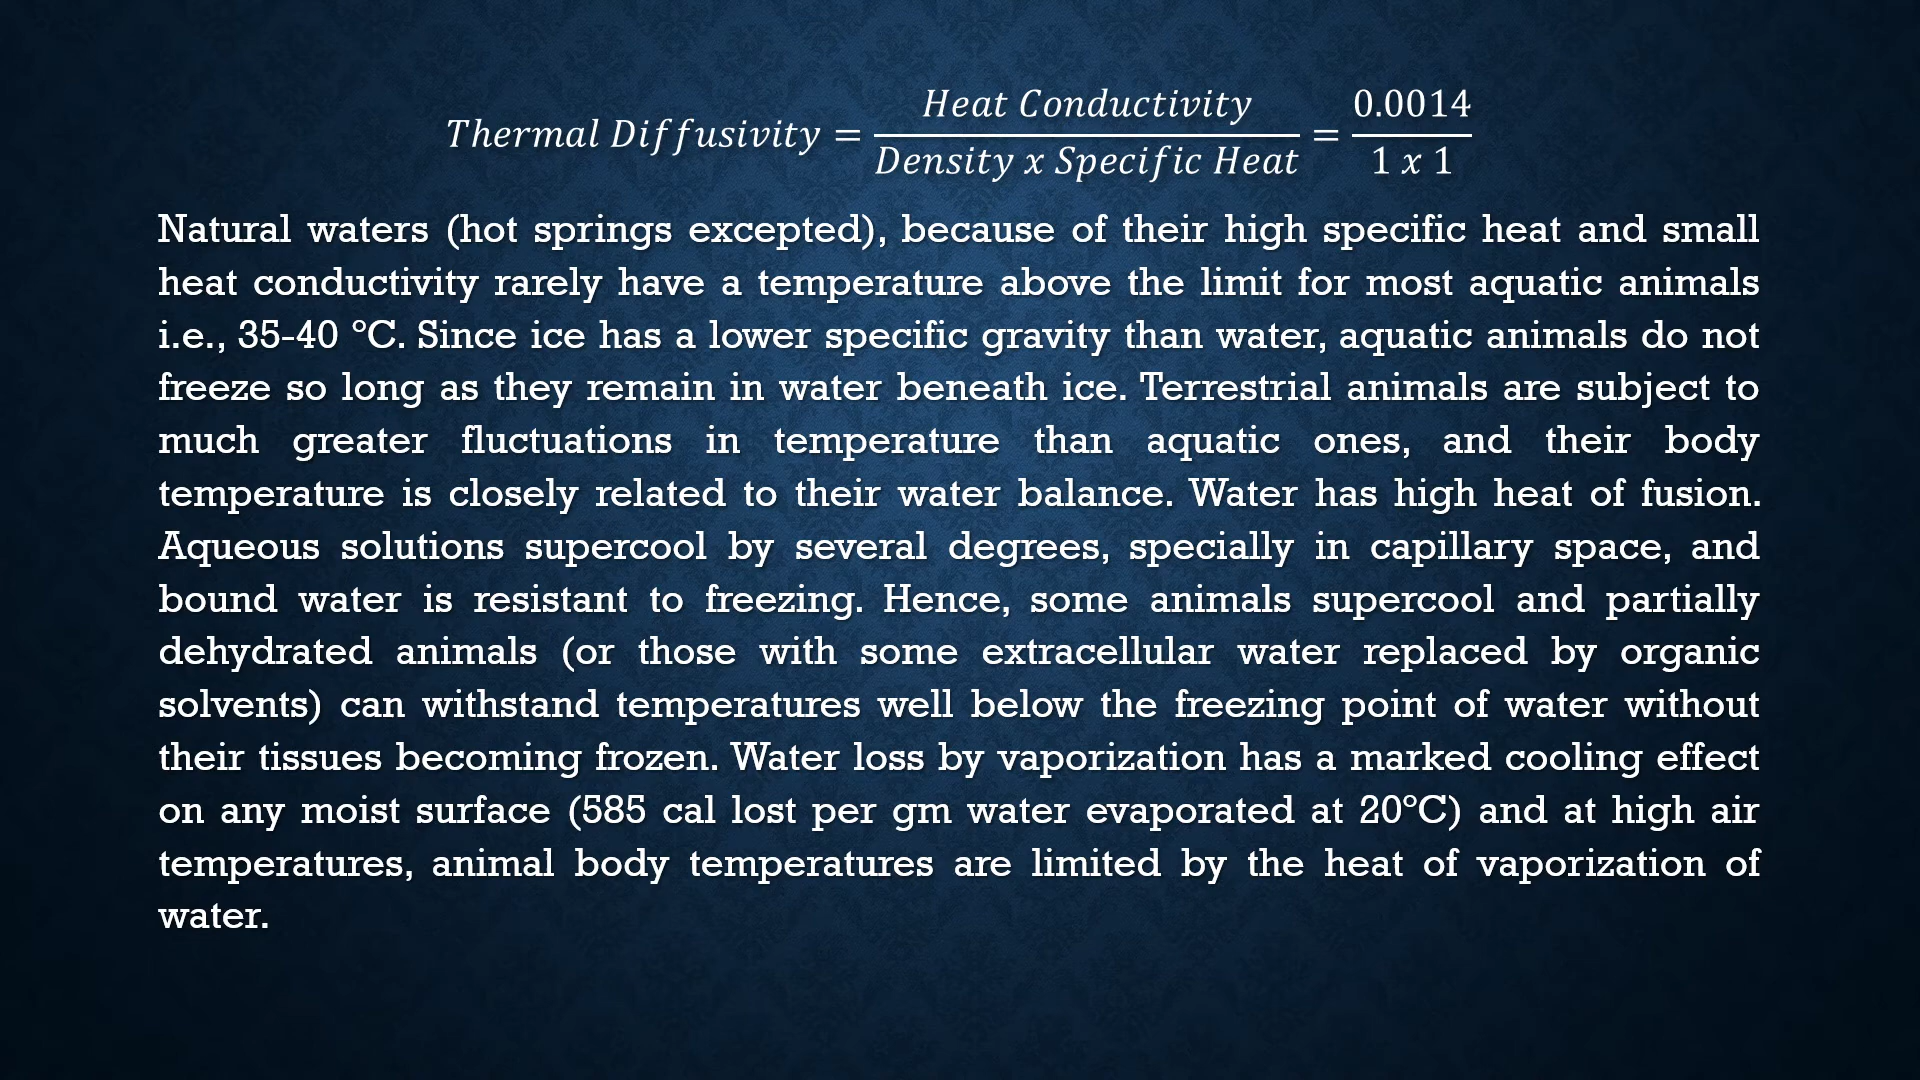 Thermal Diffusivity = Heat Conductivity / Density x Specific Heat = 0.0014 / 1 x 1
Natural waters (hot springs excepted), because of their high specific heat and small
heat conductivity rarely have a temperature above the limit for most aquatic animals
i.e., 35-40 ºC. Since ice has a lower specific gravity than water, aquatic animals do not
freeze so long as they remain in water beneath ice. Terrestrial animals are subject to
much greater fluctuations in temperature than aquatic ones, and their body
temperature is closely related to their water balance. Water has high heat of fusion.
Aqueous solutions supercool by several degrees, specially in capillary space, and
bound water is resistant to freezing. Hence, some animals supercool and partially
dehydrated animals (or those with some extracellular water replaced by organic
solvents) can withstand temperatures well below the freezing point of water without
their tissues becoming frozen. Water loss by vaporization has a marked cooling effect
on any moist surface (585 cal lost per gm water evaporated at 20ºC) and at high air
temperatures, animal body temperatures are limited by the heat of vaporization of
water.